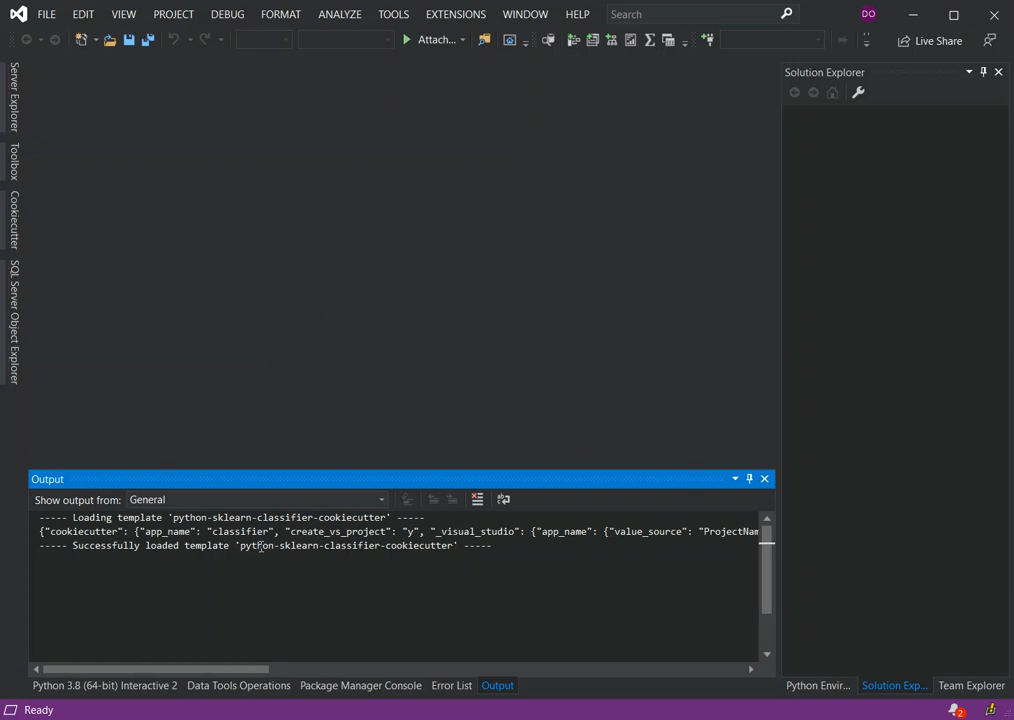 FILE EDIT VIEW PROJECT DEBUG FORMAT ANALYZE TOOLS EXTENSIONS WINDOW HELP Search DO
Attach... Live Share
Server Explorer
Toolbox
Cookiecutter
SQL Server Object Explorer
Solution Explorer
Output
Show output from: General
----- Loading template 'python-sklearn-classifier-cookiecutter' -----
{"cookiecutter": {"app_name": "classifier", "create_vs_project": "y", "_visual_studio": {"app_name": {"value_source": "ProjectNam
----- Successfully loaded template 'python-sklearn-classifier-cookiecutter' -----
Python 3.8 (64-bit) Interactive 2 Data Tools Operations Package Manager Console Error List Output
Python Envir... Solution Exp... Team Explorer
Ready 2